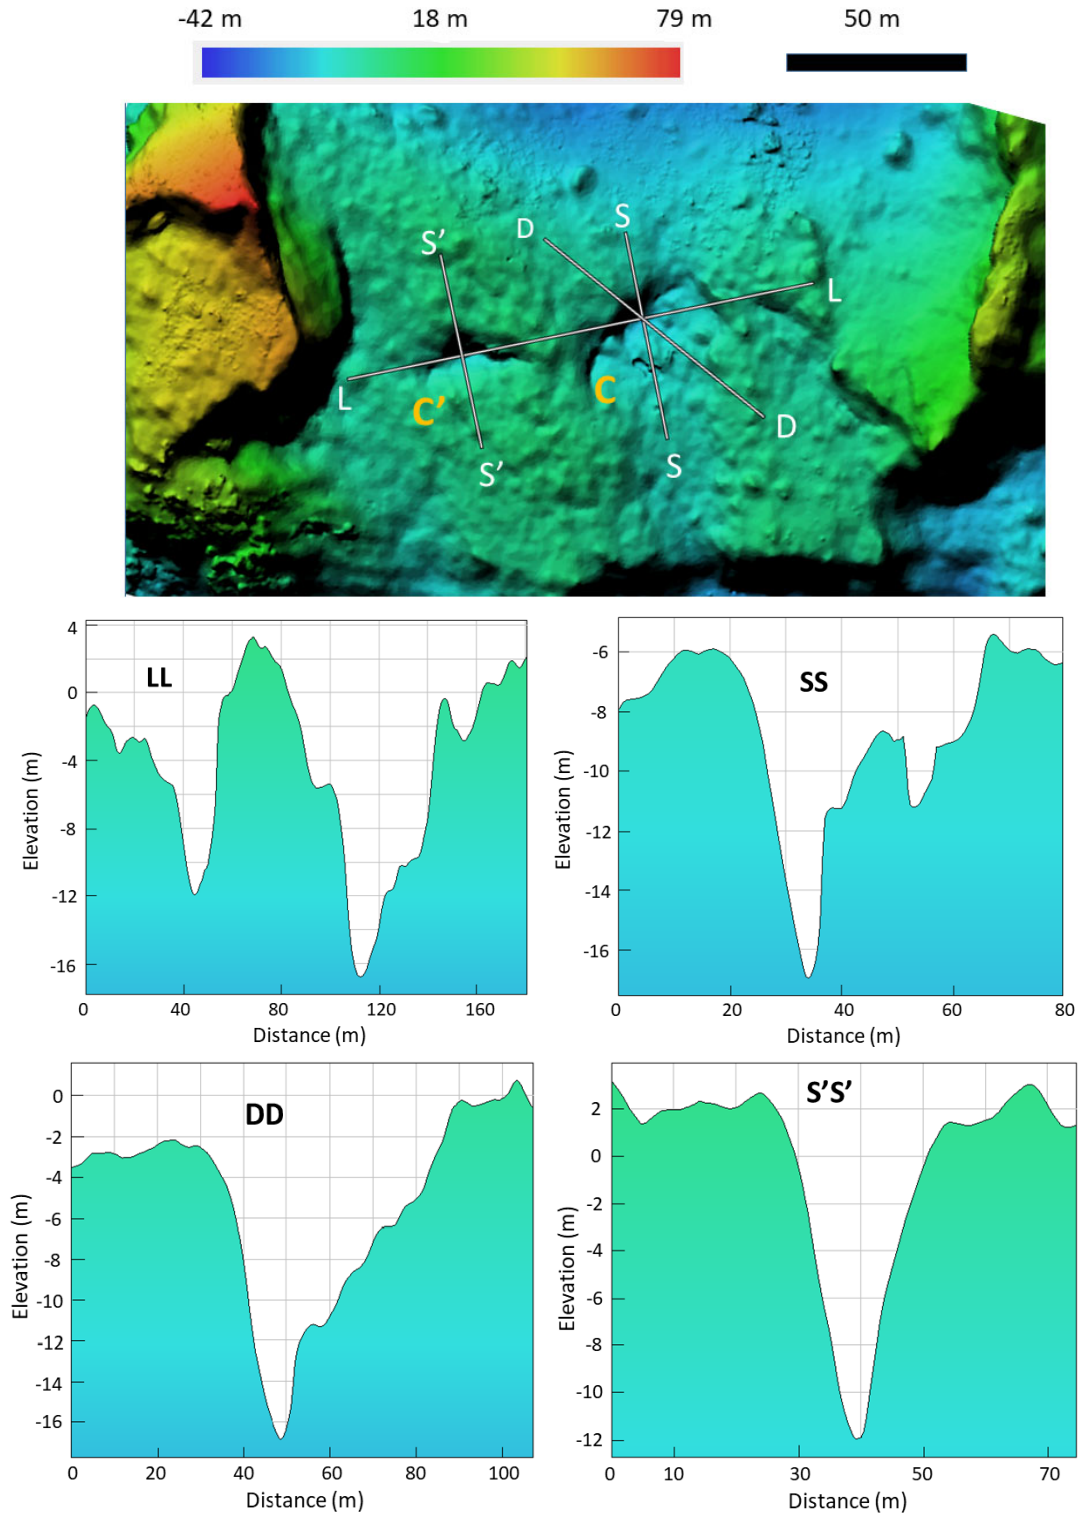 -42 m 18 m 79 m 50 m
S
D
S’
L
L
C
C’
D
S
S’
LL
4
0
-4
-8
-12
-16
Elevation (m)
0 40 80 120 160
Distance (m)
SS
-6
-8
-10
-12
-14
-16
Elevation (m)
0 20 40 60 80
Distance (m)
DD
0
-2
-4
-6
-8
-10
-12
-14
-16
Elevation (m)
0 20 40 60 80 100
Distance (m)
S’S’
2
0
-2
-4
-6
-8
-10
-12
Elevation (m)
0 10 30 50 70
Distance (m)